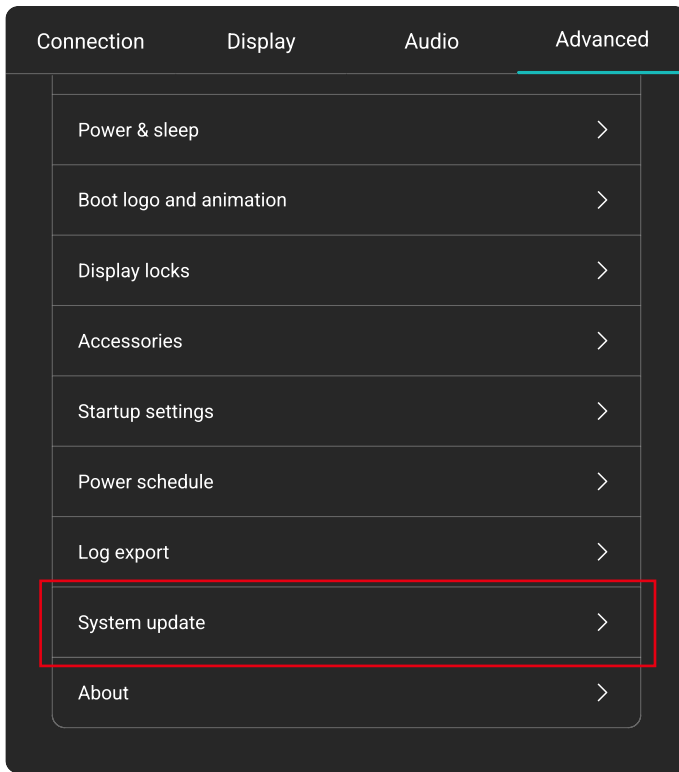 Connection Display Audio Advanced
Power & sleep
Boot logo and animation
Display locks
Accessories
Startup settings
Power schedule
Log export
System update
About